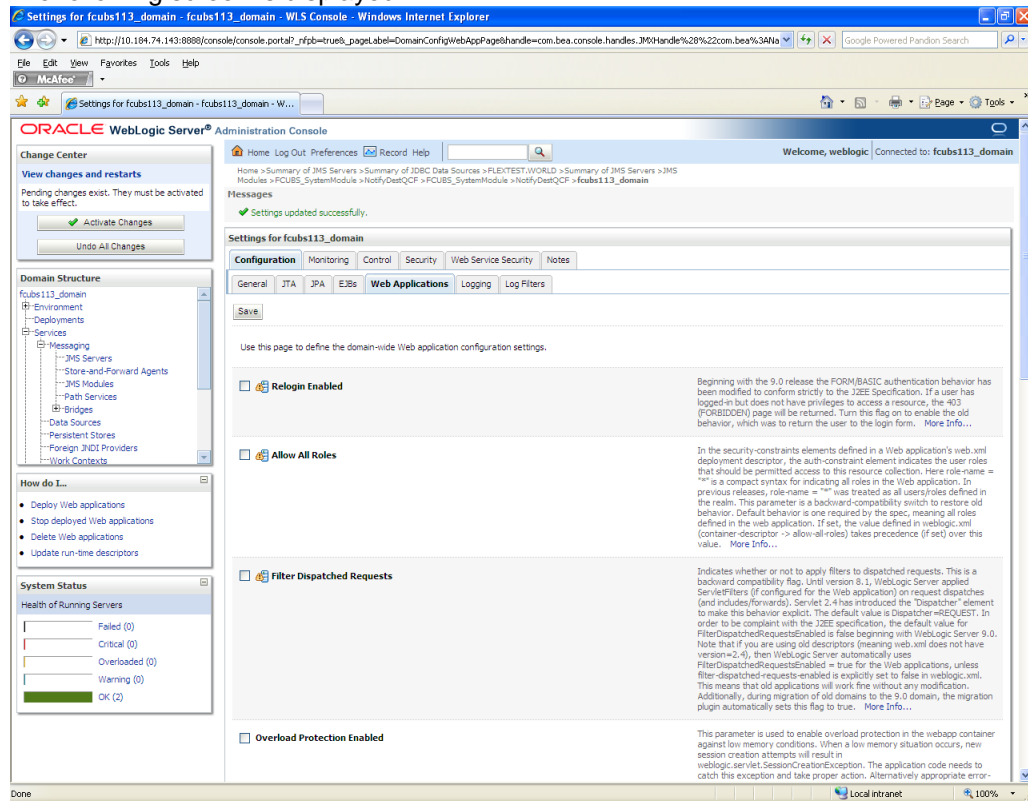 Settings for fcubs113_domain - fcubs113_domain - WLS Console - Windows Internet Explorer
http://10.184.74.143:8888/console/console.portal?_nfpb=true&_pageLabel=DomainConfigWebAppPage&handle=com.bea.console.handles.JMXHandle%28%22com.bea%3ANa
Google Powered Pandion Search
File Edit View Favorites Tools Help
McAfee
Settings for fcubs113_domain - fcubs113_domain - W...
Page Tools
ORACLE WebLogic Server® Administration Console
Change Center
View changes and restarts
Pending changes exist. They must be activated
to take effect.
Activate Changes
Undo All Changes
Domain Structure
fcubs113_domain
Environment
Deployments
Services
Messaging
JMS Servers
Store-and-Forward Agents
JMS Modules
Path Services
Bridges
Data Sources
Persistent Stores
Foreign JNDI Providers
Work Contexts
How do I...
Deploy Web applications
Stop deployed Web applications
Delete Web applications
Update run-time descriptors
System Status
Health of Running Servers
Failed (0)
Critical (0)
Overloaded (0)
Warning (0)
OK (2)
Home Log Out Preferences Record Help
Welcome, weblogic Connected to: fcubs113_domain
Home >Summary of JMS Servers >Summary of JDBC Data Sources >FLEXTEST.WORLD >Summary of JMS Servers >JMS
Modules >FCUBS_SystemModule >NotifyDestQCF >FCUBS_SystemModule >NotifyDestQCF >fcubs113_domain
Messages
Settings updated successfully.
Settings for fcubs113_domain
Configuration Monitoring Control Security Web Service Security Notes
General JTA JPA EJBs Web Applications Logging Log Filters
Save
Use this page to define the domain-wide Web application configuration settings.
Relogin Enabled
Beginning with the 9.0 release the FORM/BASIC authentication behavior has
been modified to conform strictly to the J2EE Specification. If a user has
logged-in but does not have privileges to access a resource, the 403
(FORBIDDEN) page will be returned. Turn this flag on to enable the old
behavior, which was to return the user to the login form. More Info...
Allow All Roles
In the security-constraints elements defined in a Web application's web.xml
deployment descriptor, the auth-constraint element indicates the user roles
that should be permitted access to this resource collection. Here role-name =
"*" is a compact syntax for indicating all roles in the Web application. In
previous releases, role-name = "*" was treated as all users/roles defined in
the realm. This parameter is a backward-compatibility switch to restore old
behavior. Default behavior is one required by the spec, meaning all roles
defined in the web application. If set, the value defined in weblogic.xml
(container-descriptor -> allow-all-roles) takes precedence (if set) over this
value. More Info...
Filter Dispatched Requests
Indicates whether or not to apply filters to dispatched requests. This is a
backward compatibility flag. Until version 8.1, WebLogic Server applied
ServletFilters (if configured for the Web application) on request dispatches
(and includes/forwards). Servlet 2.4 has introduced the "Dispatcher" element
to make this behavior explicit. The default value is Dispatcher=REQUEST. In
order to be complaint with the J2EE specification, the default value for
FilterDispatchedRequestsEnabled is false beginning with WebLogic Server 9.0.
Note that if you are using old descriptors (meaning web.xml does not have
version=2.4), then WebLogic Server automatically uses
FilterDispatchedRequestsEnabled = true for the Web applications, unless
filter-dispatched-requests-enabled is explicitly set to false in weblogic.xml.
This means that old applications will work fine without any modification.
Additionally, during migration of old domains to the 9.0 domain, the migration
plugin automatically sets this flag to true. More Info...
Overload Protection Enabled
This parameter is used to enable overload protection in the webapp container
against low memory conditions. When a low memory situation occurs, new
session creation attempts will result in
weblogic.servlet.SessionCreationException. The application code needs to
catch this exception and take proper action. Alternatively appropriate error-
Done
Local intranet
100%